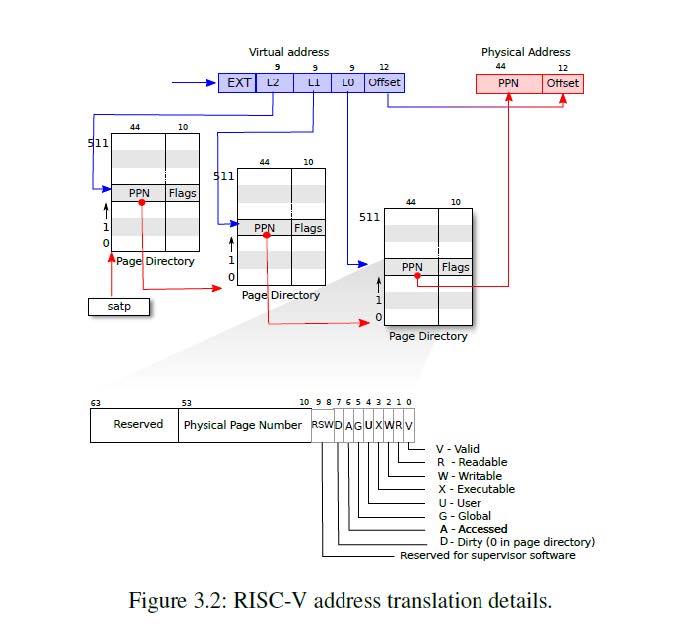 Virtual address
Physical Address
9 9 9 12
44 12
EXT L2 L1 L0 Offset
PPN Offset
44 10
511
PPN Flags
1
0
Page Directory
satp
44 10
511
PPN Flags
1
0
Page Directory
44 10
511
PPN Flags
1
0
Page Directory
63 53 10 9 8 7 6 5 4 3 2 1 0
Reserved Physical Page Number RSW D A G U X W R V
V - Valid
R - Readable
W - Writable
X - Executable
U - User
G - Global
A - Accessed
D - Dirty (0 in page directory)
Reserved for supervisor software
Figure 3.2: RISC-V address translation details.